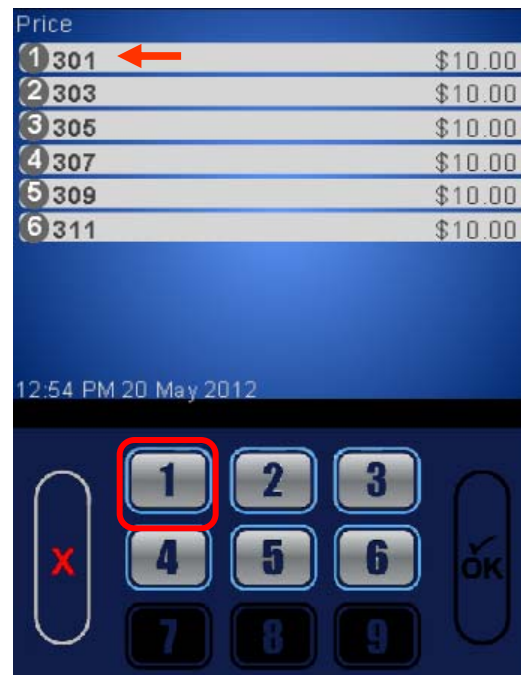 Price
1 301 $10.00
2 303 $10.00
3 305 $10.00
4 307 $10.00
5 309 $10.00
6 311 $10.00
12:54 PM 20 May 2012
1 2 3
4 5 6
X OK
7 8 9